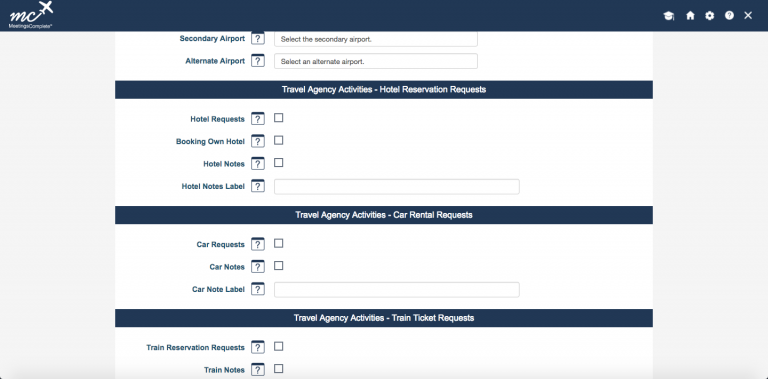 mc
MeetingsComplete®
Secondary Airport ? Select the secondary airport.
Alternate Airport ? Select an alternate airport.
Travel Agency Activities - Hotel Reservation Requests
Hotel Requests ?
Booking Own Hotel ?
Hotel Notes ?
Hotel Notes Label ?
Travel Agency Activities - Car Rental Requests
Car Requests ?
Car Notes ?
Car Note Label ?
Travel Agency Activities - Train Ticket Requests
Train Reservation Requests ?
Train Notes ?